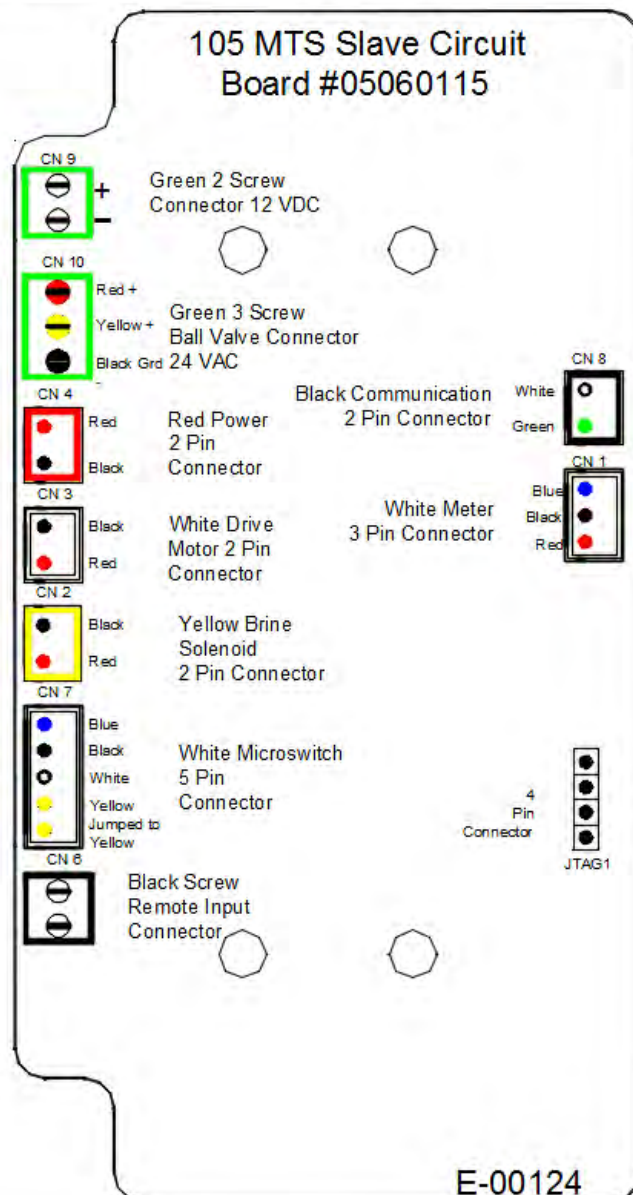 105 MTS Slave Circuit
Board #05060115
CN 9
+
−
Green 2 Screw
Connector 12 VDC
CN 10
Red +
Yellow +
Black Grd
-
Green 3 Screw
Ball Valve Connector
24 VAC
CN 4
Red
Black
Red Power
2 Pin
Connector
CN 3
Black
Red
White Drive
Motor 2 Pin
Connector
CN 2
Black
Red
Yellow Brine
Solenoid
2 Pin Connector
CN 7
Blue
Black
White
Yellow
Jumped to
Yellow
White Microswitch
5 Pin
Connector
CN 6
Black Screw
Remote Input
Connector
CN 8
White
Green
Black Communication
2 Pin Connector
CN 1
Blue
Black
Red
White Meter
3 Pin Connector
4
Pin
Connector
JTAG1
E-00124